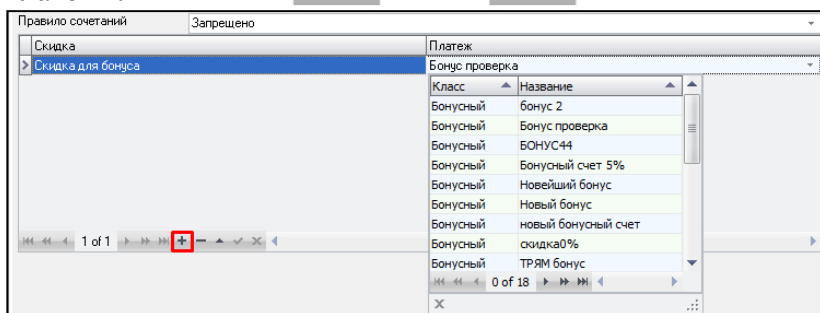 Правило сочетаний Запрещено
Скидка Платеж
Скидка для бонуса Бонус проверка
Класс Название
Бонусный бонус 2
Бонусный Бонус проверка
Бонусный БОНУС44
Бонусный Бонусный счет 5%
Бонусный Новейший бонус
Бонусный Новый бонус
Бонусный новый бонусный счет
Бонусный скидка0%
Бонусный ТРЯМ бонус
1 of 1
0 of 18